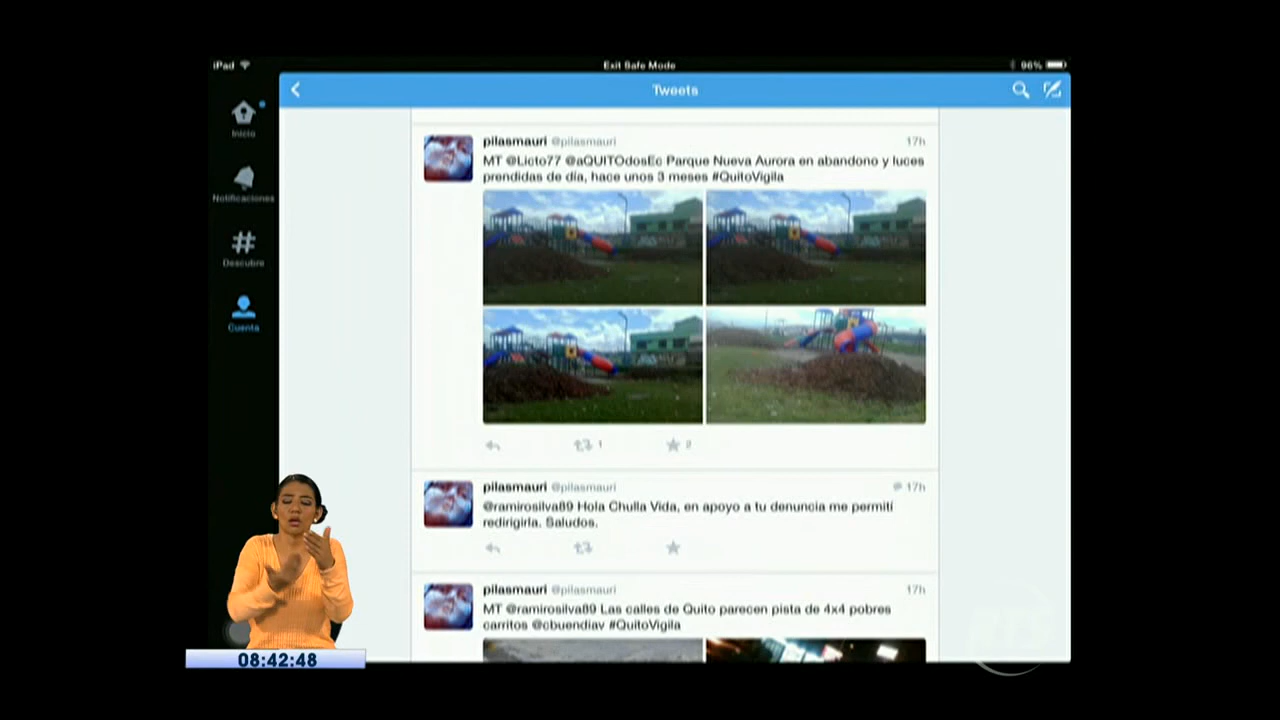 iPad
Exit Safe Mode
96%
Tweets
Inicio
Notificaciones
Descubre
Cuenta
pilasmauri @pilasmauri 17h
MT @Licto77 @aQUITOdosEc Parque Nueva Aurora en abandono y luces
prendidas de día, hace unos 3 meses #QuitoVigila
1
2
pilasmauri @pilasmauri 17h
@ramirosilva89 Hola Chulla Vida, en apoyo a tu denuncia me permití
redirigirla. Saludos.
pilasmauri @pilasmauri 17h
MT @ramirosilva89 Las calles de Quito parecen pista de 4x4 pobres
carritos @cbuendiav #QuitoVigila
08:42:48